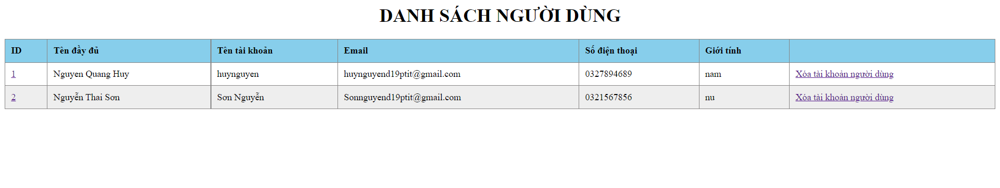 DANH SÁCH NGƯỜI DÙNG
ID Tên đầy đủ Tên tài khoản Email Số điện thoại Giới tính
1 Nguyen Quang Huy huynguyen huynguyend19ptit@gmail.com 0327894689 nam Xóa tài khoản người dùng
2 Nguyễn Thai Sơn Sơn Nguyễn Sonnguyend19ptit@gmail.com 0321567856 nu Xóa tài khoản người dùng